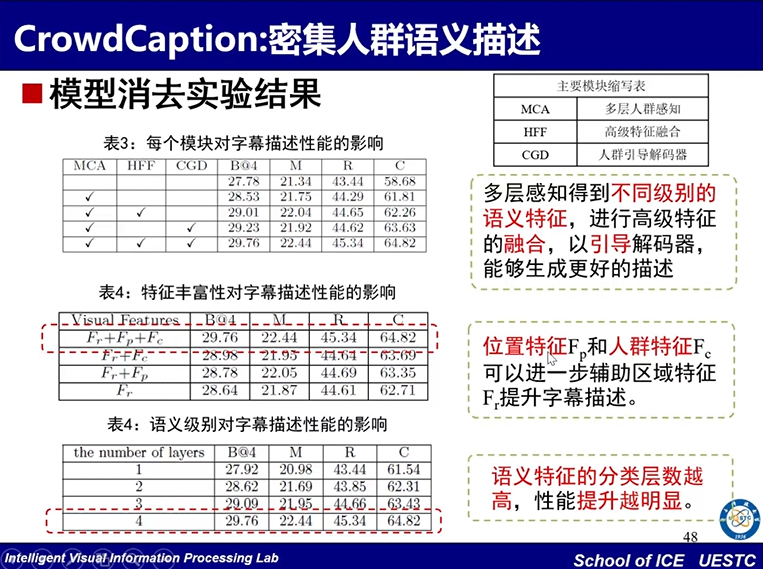 CrowdCaption:密集人群语义描述
■模型消去实验结果
主要模块缩写表
MCA 多层人群感知
HFF 高级特征融合
CGD 人群引导解码器
表3：每个模块对字幕描述性能的影响
MCA HFF CGD B@4 M R C
27.78 21.34 43.44 58.68
✓ 28.53 21.75 44.29 61.81
✓ ✓ 29.01 22.04 44.65 62.26
✓ ✓ 29.23 21.92 44.62 63.63
✓ ✓ ✓ 29.76 22.44 45.34 64.82
多层感知得到不同级别的
语义特征，进行高级特征
的融合，以引导解码器，
能够生成更好的描述
表4：特征丰富性对字幕描述性能的影响
Visual Features B@4 M R C
Fr+Fp+Fc 29.76 22.44 45.34 64.82
Fr+Fc 28.98 21.95 44.64 63.69
Fr+Fp 28.78 22.05 44.69 63.35
Fr 28.64 21.87 44.61 62.71
位置特征Fp和人群特征Fc
可以进一步辅助区域特征
Fr提升字幕描述。
表4：语义级别对字幕描述性能的影响
the number of layers B@4 M R C
1 27.92 20.98 43.44 61.54
2 28.62 21.69 43.85 62.31
3 29.09 21.95 44.66 63.43
4 29.76 22.44 45.34 64.82
语义特征的分类层数越
高，性能提升越明显。
48
Intelligent Visual Information Processing Lab
School of ICE UESTC